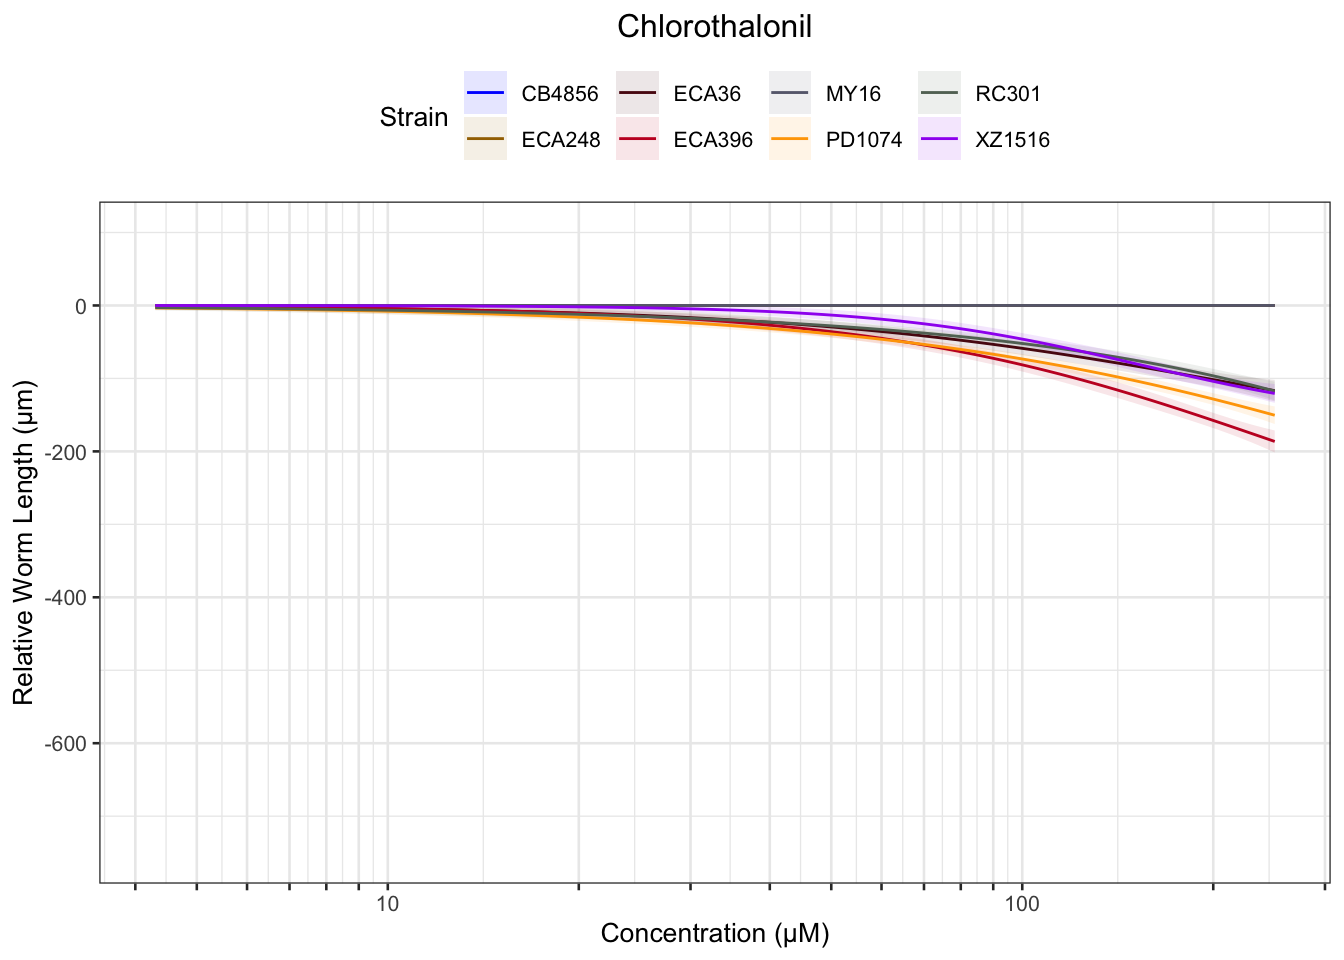 Chlorothalonil
Strain
CB4856 ECA36 MY16 RC301
ECA248 ECA396 PD1074 XZ1516
Relative Worm Length (µm)
0
-200
-400
-600
10 100
Concentration (µM)